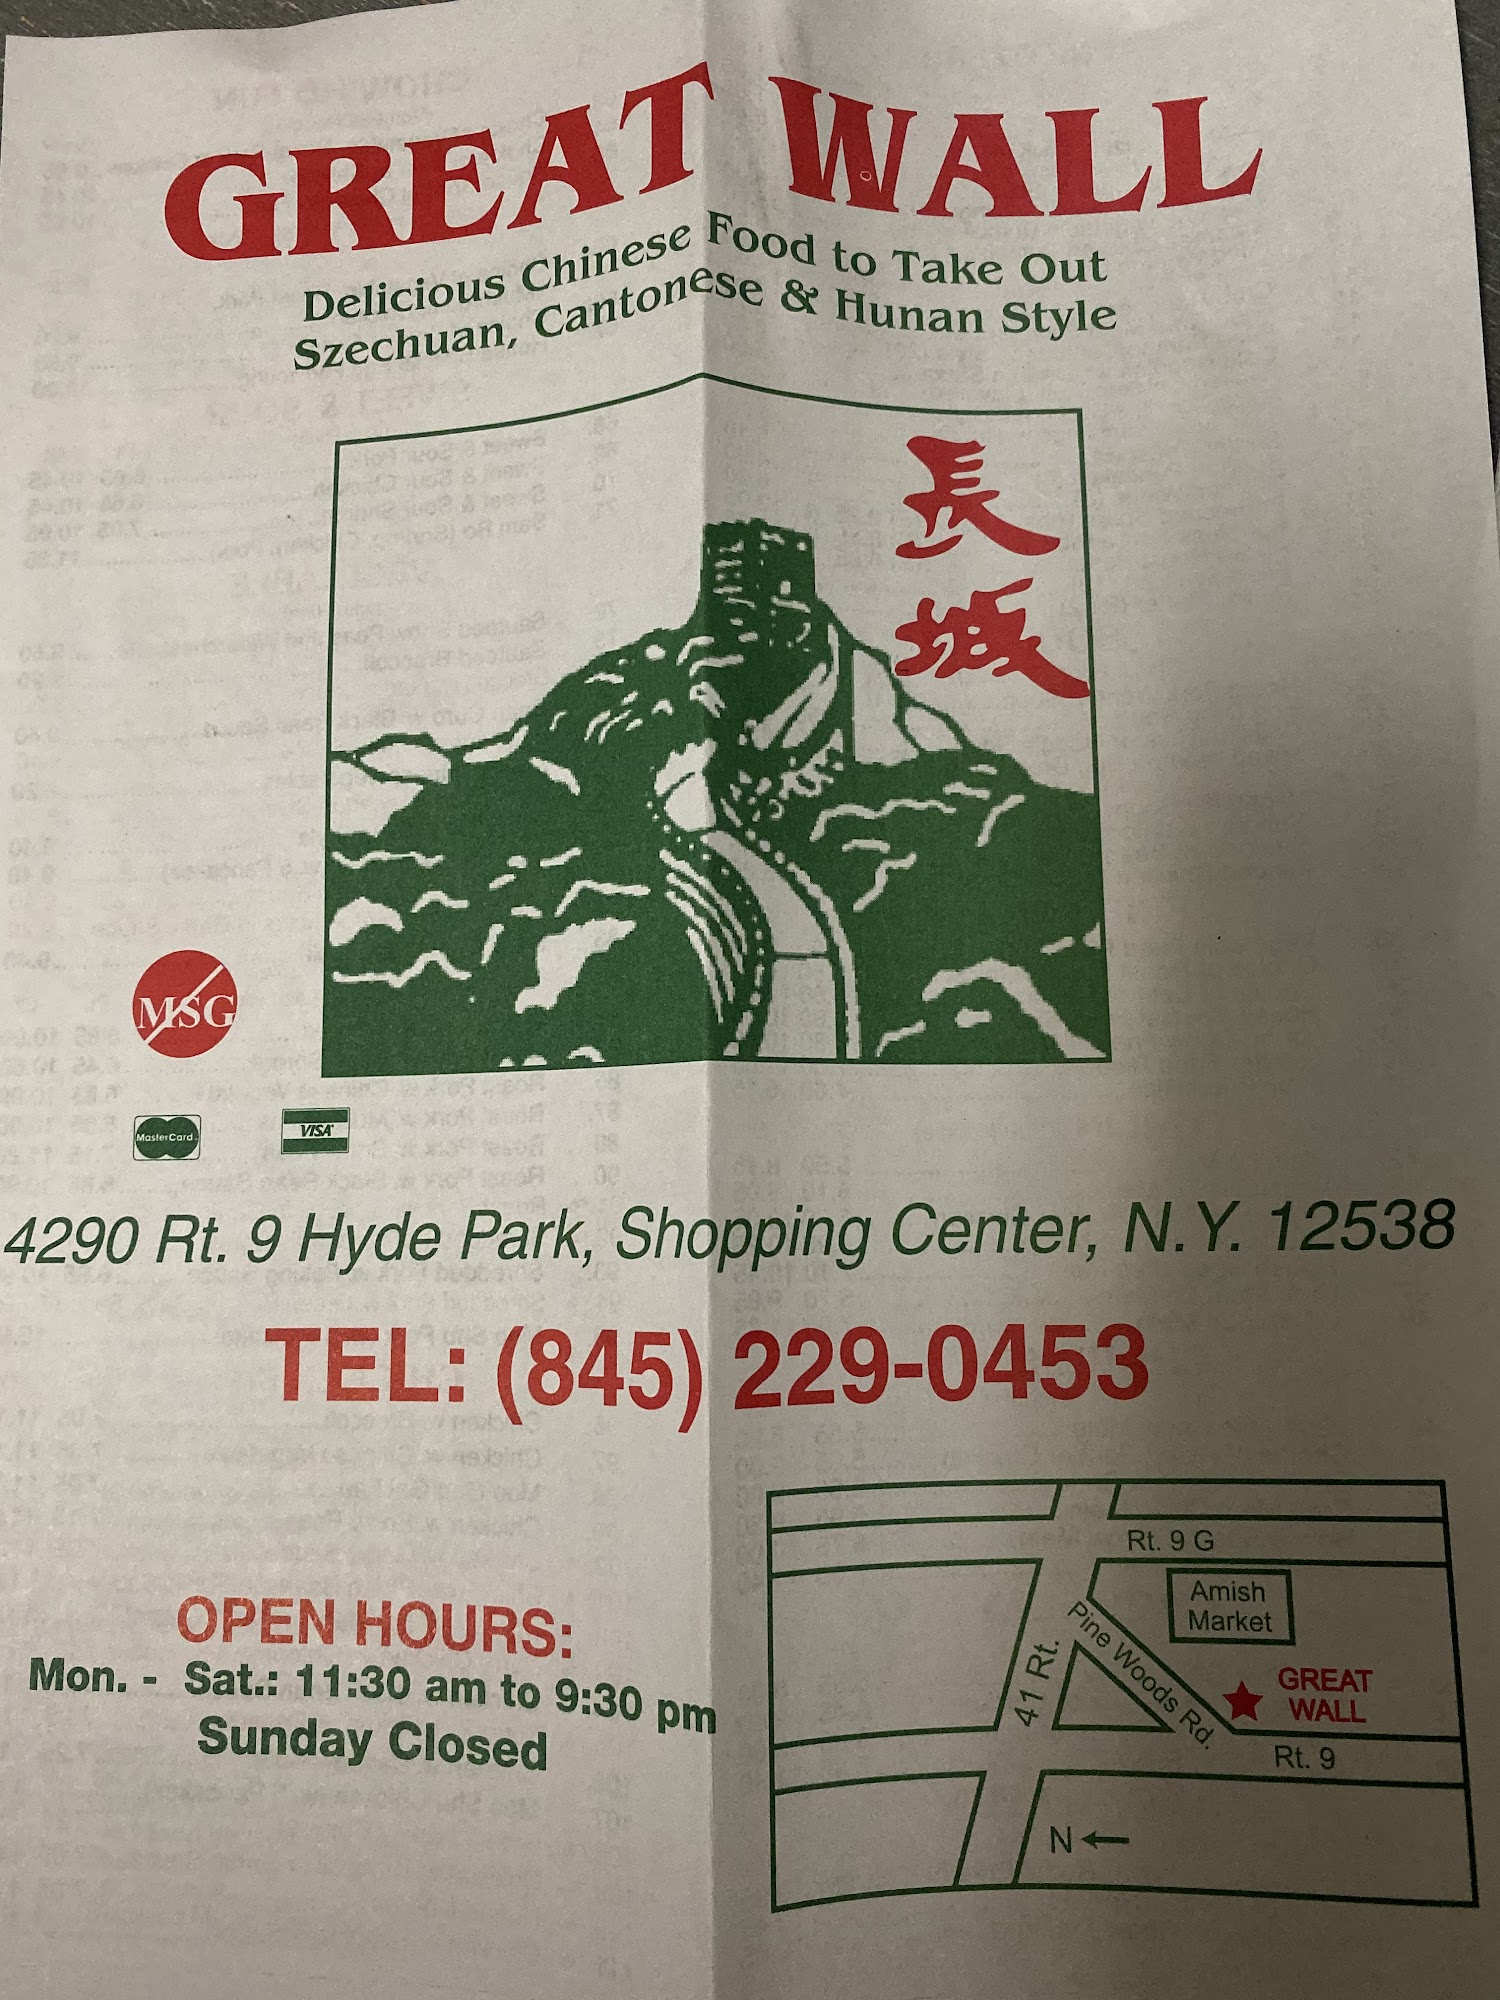 GREAT WALL
Delicious Chinese Food to Take Out
Szechuan, Cantonese & Hunan Style
長
城
MSG
MasterCard
VISA
4290 Rt. 9 Hyde Park, Shopping Center, N.Y. 12538
TEL: (845) 229-0453
OPEN HOURS:
Mon. - Sat.: 11:30 am to 9:30 pm
Sunday Closed
Rt. 9 G
Amish
Market
Pine Woods Rd.
41 Rt.
GREAT
WALL
Rt. 9
N